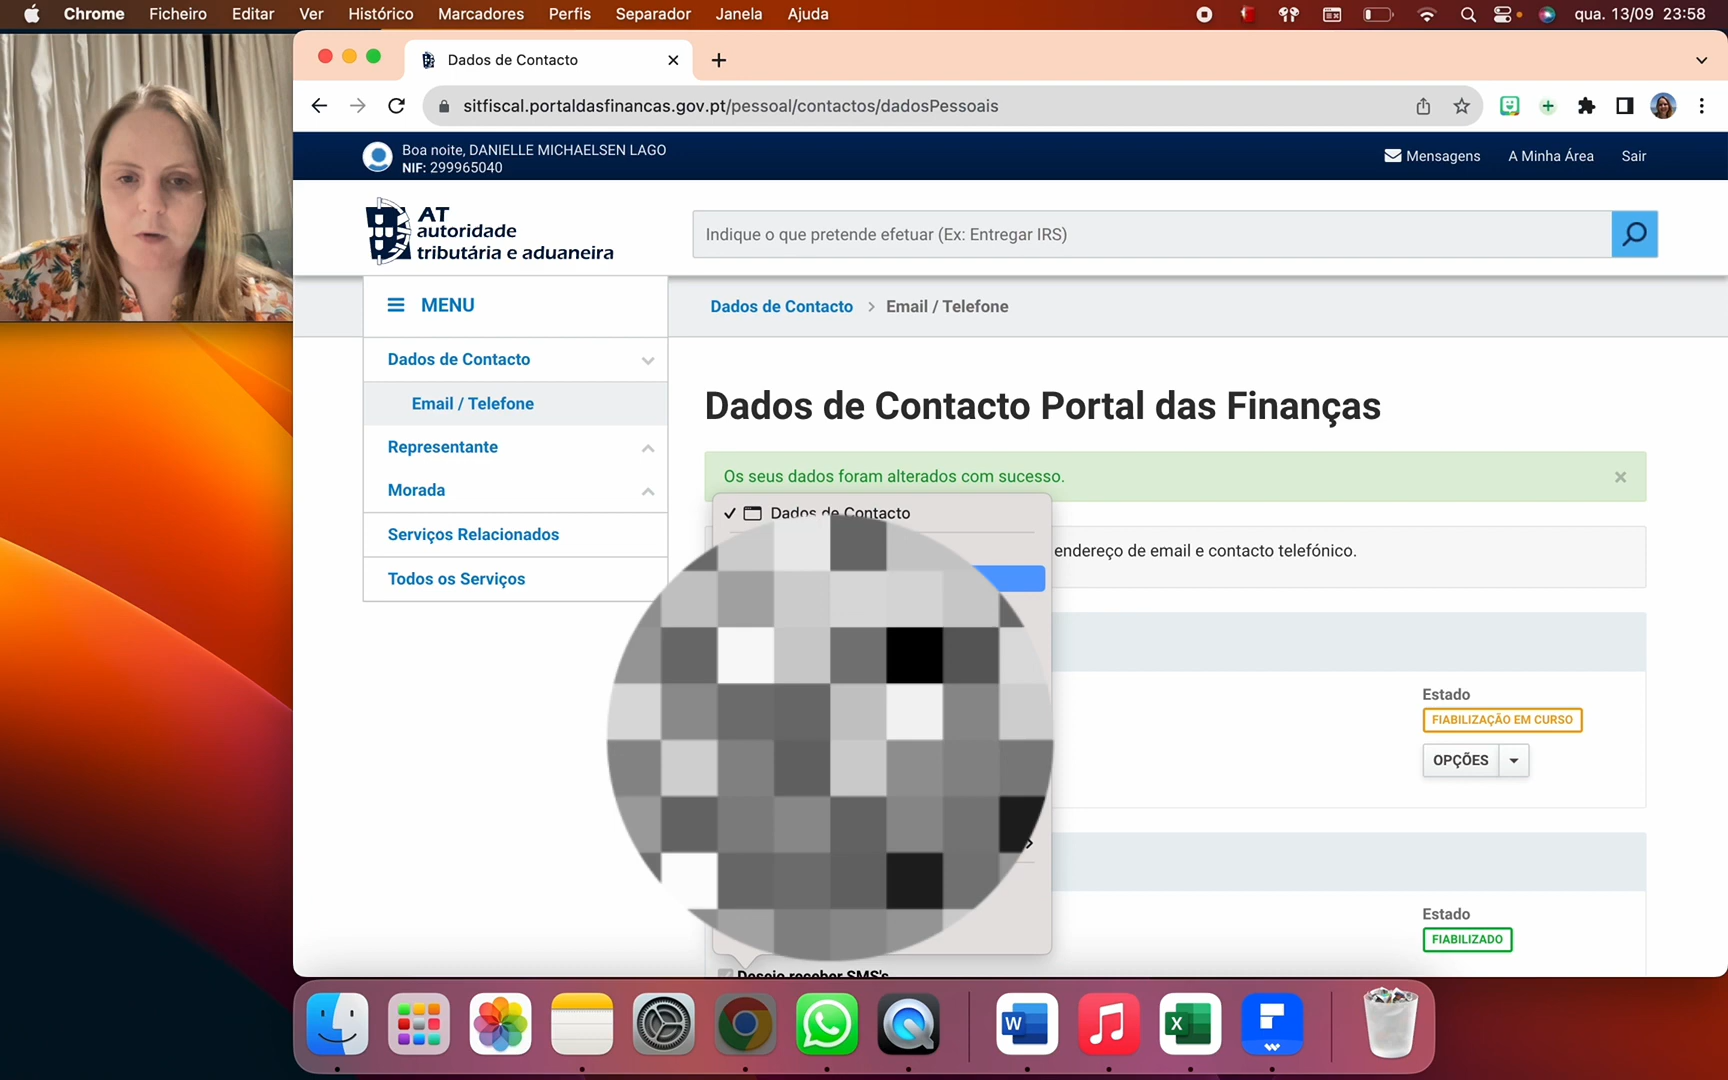 Chrome Ficheiro Editar Ver Histórico Marcadores Perfis Separador Janela Ajuda qua. 13/09 23:58
Dados de Contacto
sitfiscal.portaldasfinancas.gov.pt/pessoal/contactos/dadosPessoais
Boa noite, DANIELLE MICHAELSEN LAGO
NIF: 299965040
Mensagens A Minha Área Sair
AT
autoridade
tributária e aduaneira
Indique o que pretende efetuar (Ex: Entregar IRS)
MENU
Dados de Contacto > Email / Telefone
Dados de Contacto
Email / Telefone
Representante
Morada
Serviços Relacionados
Todos os Serviços
Dados de Contacto Portal das Finanças
Os seus dados foram alterados com sucesso.
Dados de Contacto
endereço de email e contacto telefónico.
Estado
FIABILIZAÇÃO EM CURSO
OPÇÕES
Estado
FIABILIZADO
Desejo receber SMS's
W
X